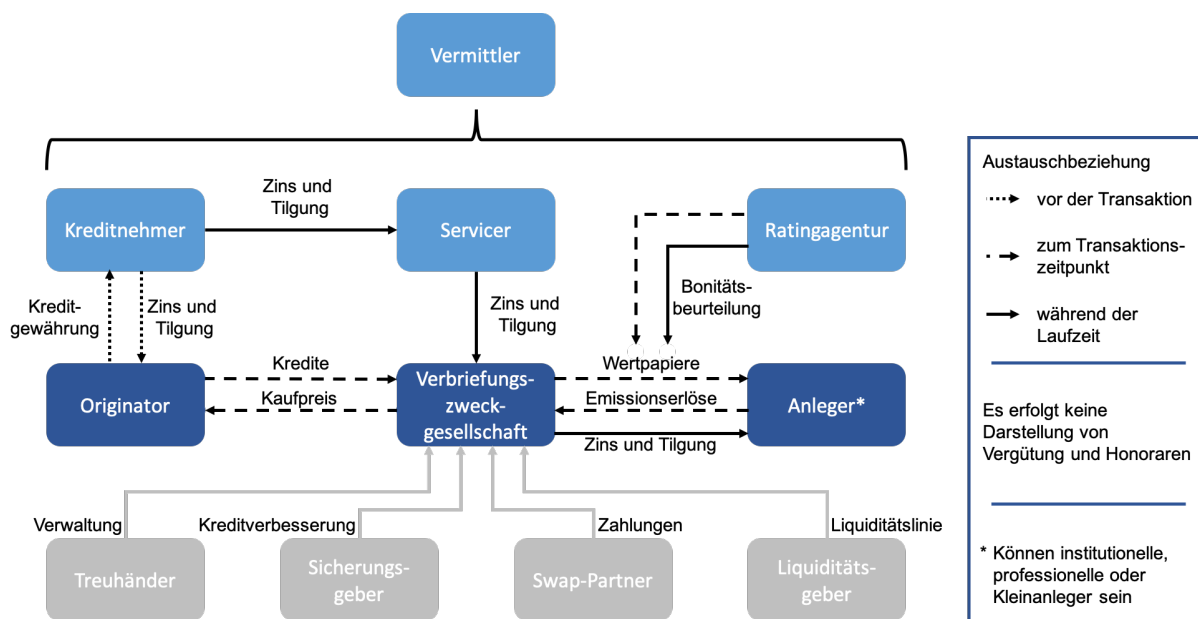 Vermittler
Kreditnehmer
Zins und
Tilgung
Servicer
Ratingagentur
Kredit-
gewährung
Zins und
Tilgung
Zins und
Tilgung
Bonitäts-
beurteilung
Originator
Kredite
Kaufpreis
Verbriefungs-
zweck-
gesellschaft
Wertpapiere
Emissionserlöse
Zins und Tilgung
Anleger*
Verwaltung
Kreditverbesserung
Zahlungen
Liquiditätslinie
Treuhänder
Sicherungs-
geber
Swap-Partner
Liquiditäts-
geber
Austauschbeziehung
vor der Transaktion
zum Transaktions-
zeitpunkt
während der
Laufzeit
Es erfolgt keine
Darstellung von
Vergütung und Honoraren
* Können institutionelle,
professionelle oder
Kleinanleger sein